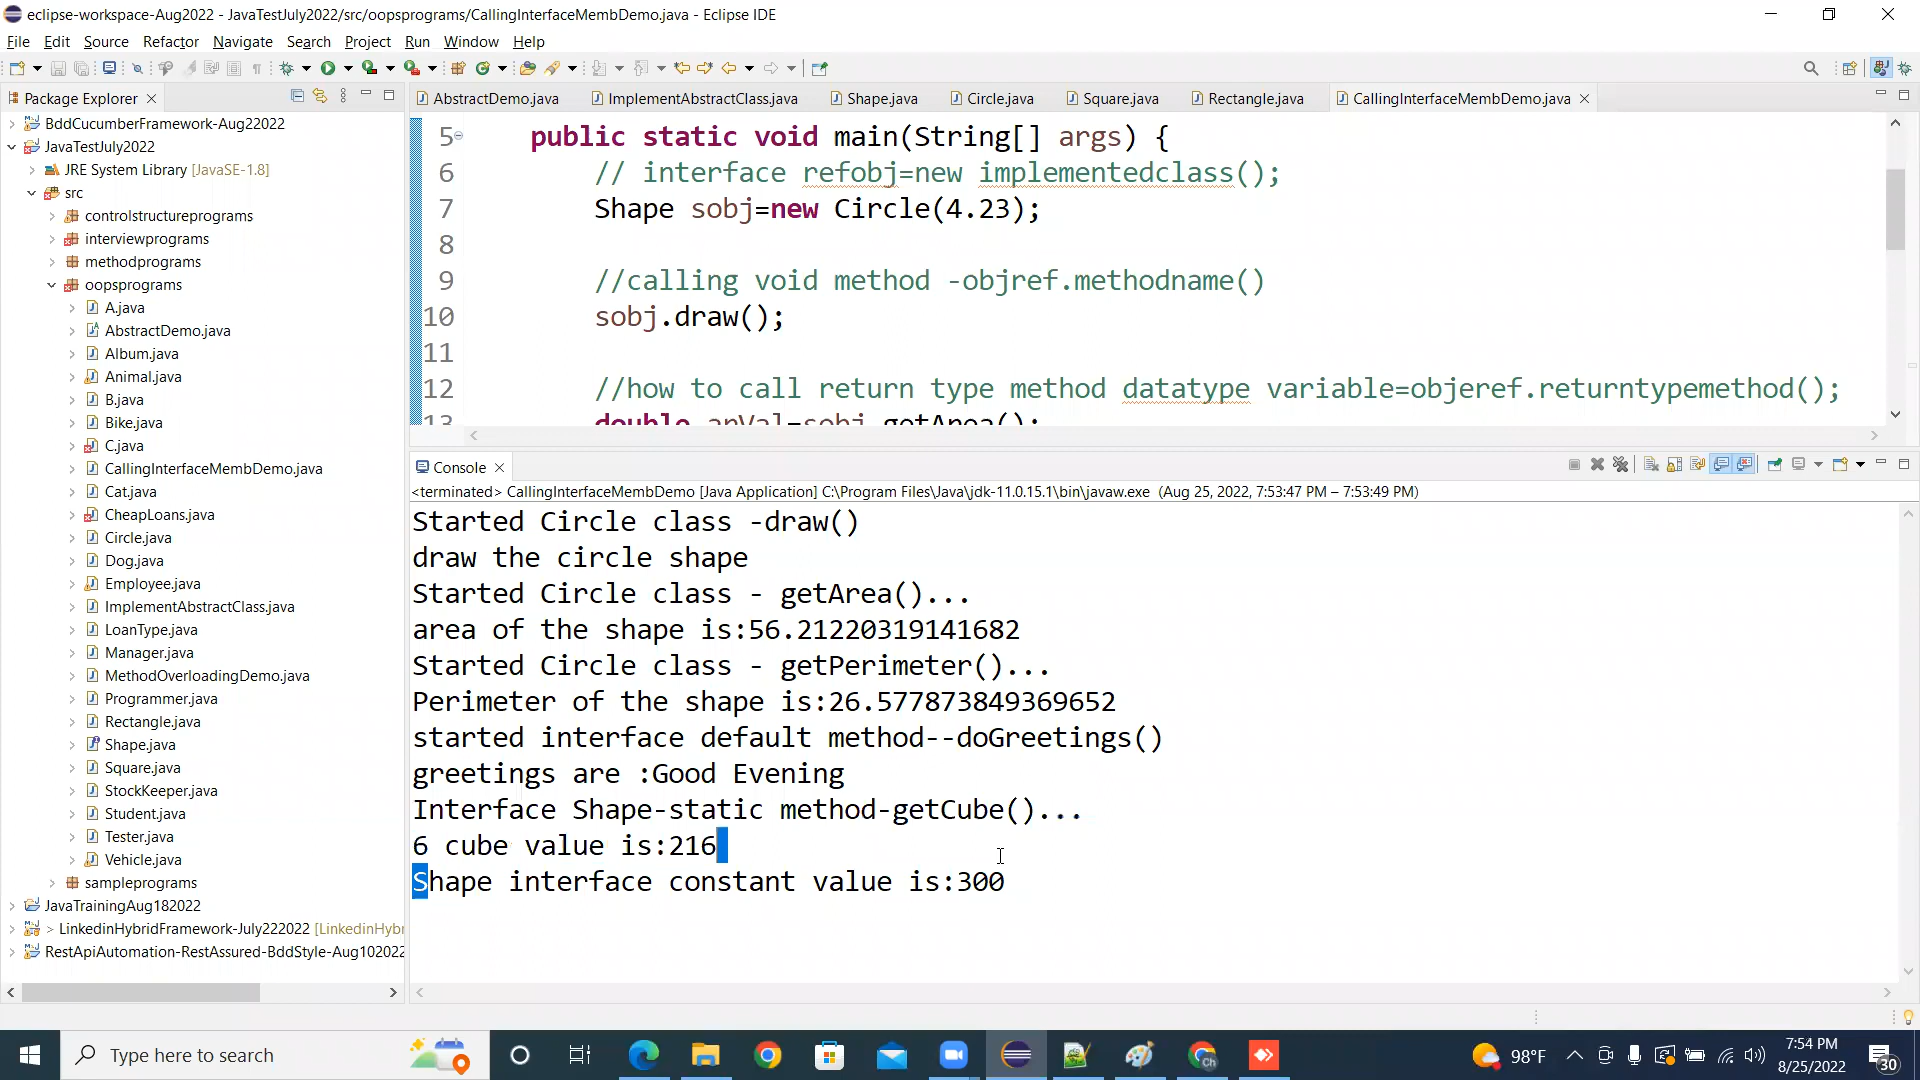 eclipse-workspace-Aug2022 - JavaTestJuly2022/src/oopsprograms/CallingInterfaceMembDemo.java - Eclipse IDE
File Edit Source Refactor Navigate Search Project Run Window Help
Package Explorer
BddCucumberFramework-Aug22022
JavaTestJuly2022
JRE System Library [JavaSE-1.8]
src
controlstructureprograms
interviewprograms
methodprograms
oopsprograms
A.java
AbstractDemo.java
Album.java
Animal.java
B.java
Bike.java
C.java
CallingInterfaceMembDemo.java
Cat.java
CheapLoans.java
Circle.java
Dog.java
Employee.java
ImplementAbstractClass.java
LoanType.java
Manager.java
MethodOverloadingDemo.java
Programmer.java
Rectangle.java
Shape.java
Square.java
StockKeeper.java
Student.java
Tester.java
Vehicle.java
sampleprograms
JavaTrainingAug182022
> LinkedinHybridFramework-July222022 [LinkedinHybr
RestApiAutomation-RestAssured-BddStyle-Aug102022
AbstractDemo.java ImplementAbstractClass.java Shape.java Circle.java Square.java Rectangle.java CallingInterfaceMembDemo.java
5 public static void main(String[] args) {
6 // interface refobj=new implementedclass();
7 Shape sobj=new Circle(4.23);
8
9 //calling void method -objref.methodname()
10 sobj.draw();
11
12 //how to call return type method datatype variable=objeref.returntypemethod();
13 double arVal=sobj.getArea();
Console
<terminated> CallingInterfaceMembDemo [Java Application] C:\Program Files\Java\jdk-11.0.15.1\bin\javaw.exe (Aug 25, 2022, 7:53:47 PM – 7:53:49 PM)
Started Circle class -draw()
draw the circle shape
Started Circle class - getArea()...
area of the shape is:56.21220319141682
Started Circle class - getPerimeter()...
Perimeter of the shape is:26.577873849369652
started interface default method--doGreetings()
greetings are :Good Evening
Interface Shape-static method-getCube()...
6 cube value is:216
Shape interface constant value is:300
Type here to search
98°F
7:54 PM
8/25/2022
30